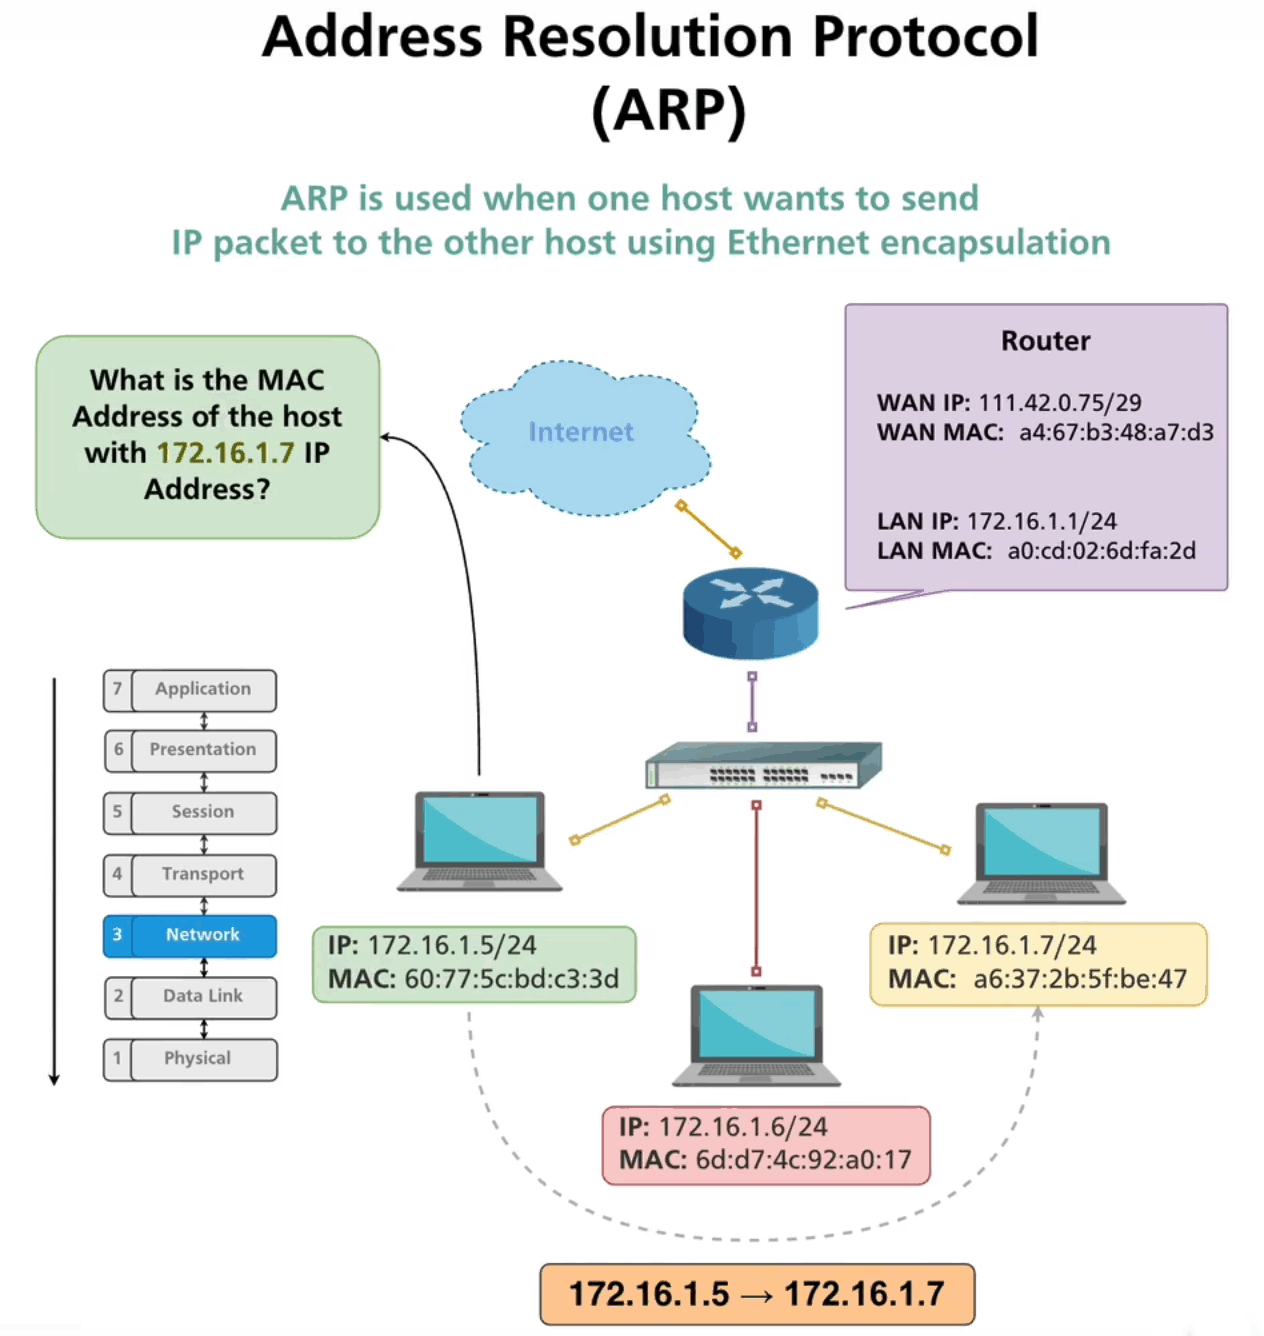 Address Resolution Protocol
(ARP)
ARP is used when one host wants to send
IP packet to the other host using Ethernet encapsulation
What is the MAC
Address of the host
with 172.16.1.7 IP
Address?
Internet
Router
WAN IP: 111.42.0.75/29
WAN MAC: a4:67:b3:48:a7:d3
LAN IP: 172.16.1.1/24
LAN MAC: a0:cd:02:6d:fa:2d
7 Application
6 Presentation
5 Session
4 Transport
3 Network
2 Data Link
1 Physical
IP: 172.16.1.5/24
MAC: 60:77:5c:bd:c3:3d
IP: 172.16.1.7/24
MAC: a6:37:2b:5f:be:47
IP: 172.16.1.6/24
MAC: 6d:d7:4c:92:a0:17
172.16.1.5 → 172.16.1.7